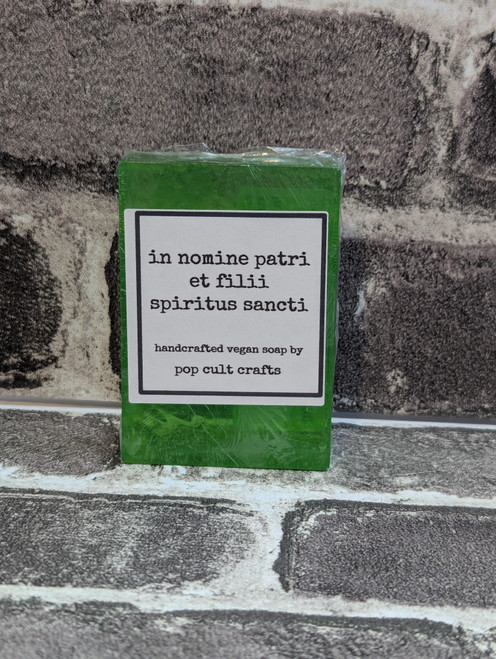 in nomine patri
et filii
spiritus sancti
handcrafted vegan soap by
pop cult crafts